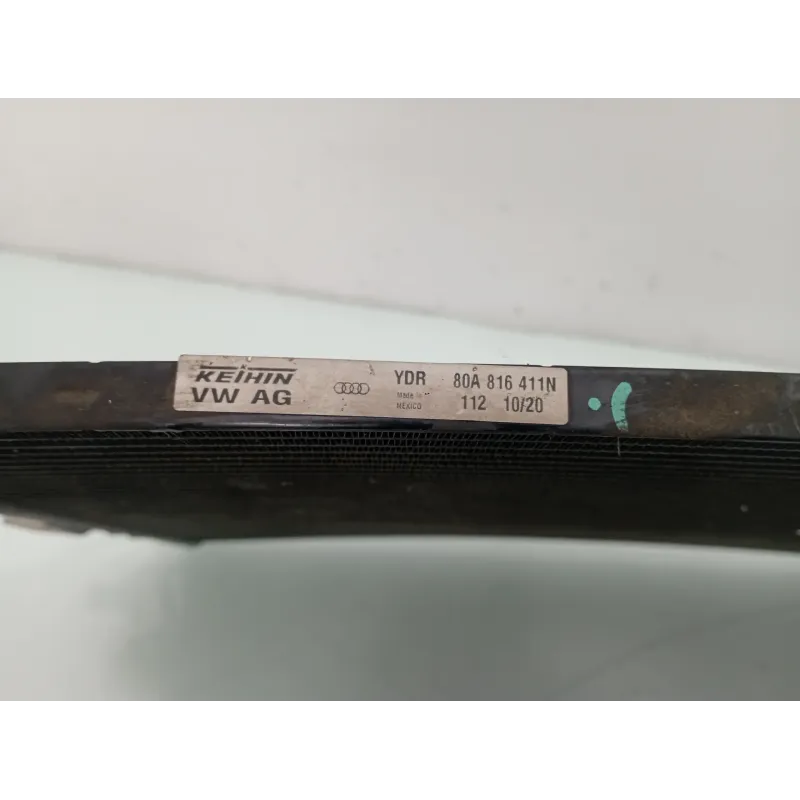 KEIHIN YDR 80A 816 411N
VW AG MADE IN MEXICO 112 10/20